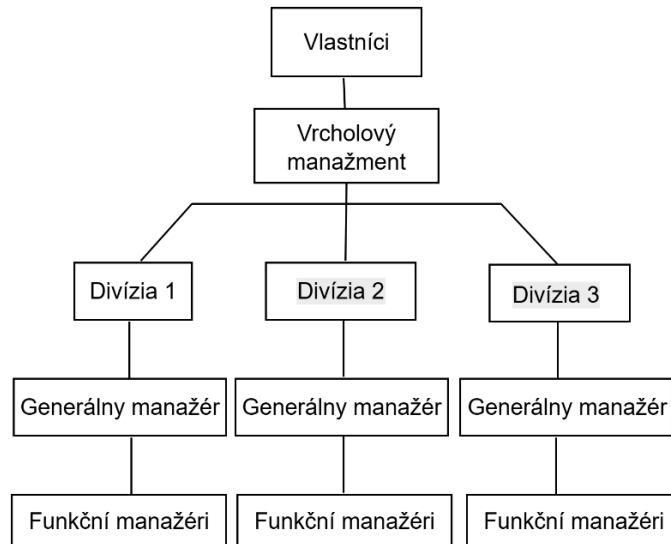 Vlastníci
Vrcholový
manažment
Divízia 1
Divízia 2
Divízia 3
Generálny manažér
Generálny manažér
Generálny manažér
Funkční manažéri
Funkční manažéri
Funkční manažéri